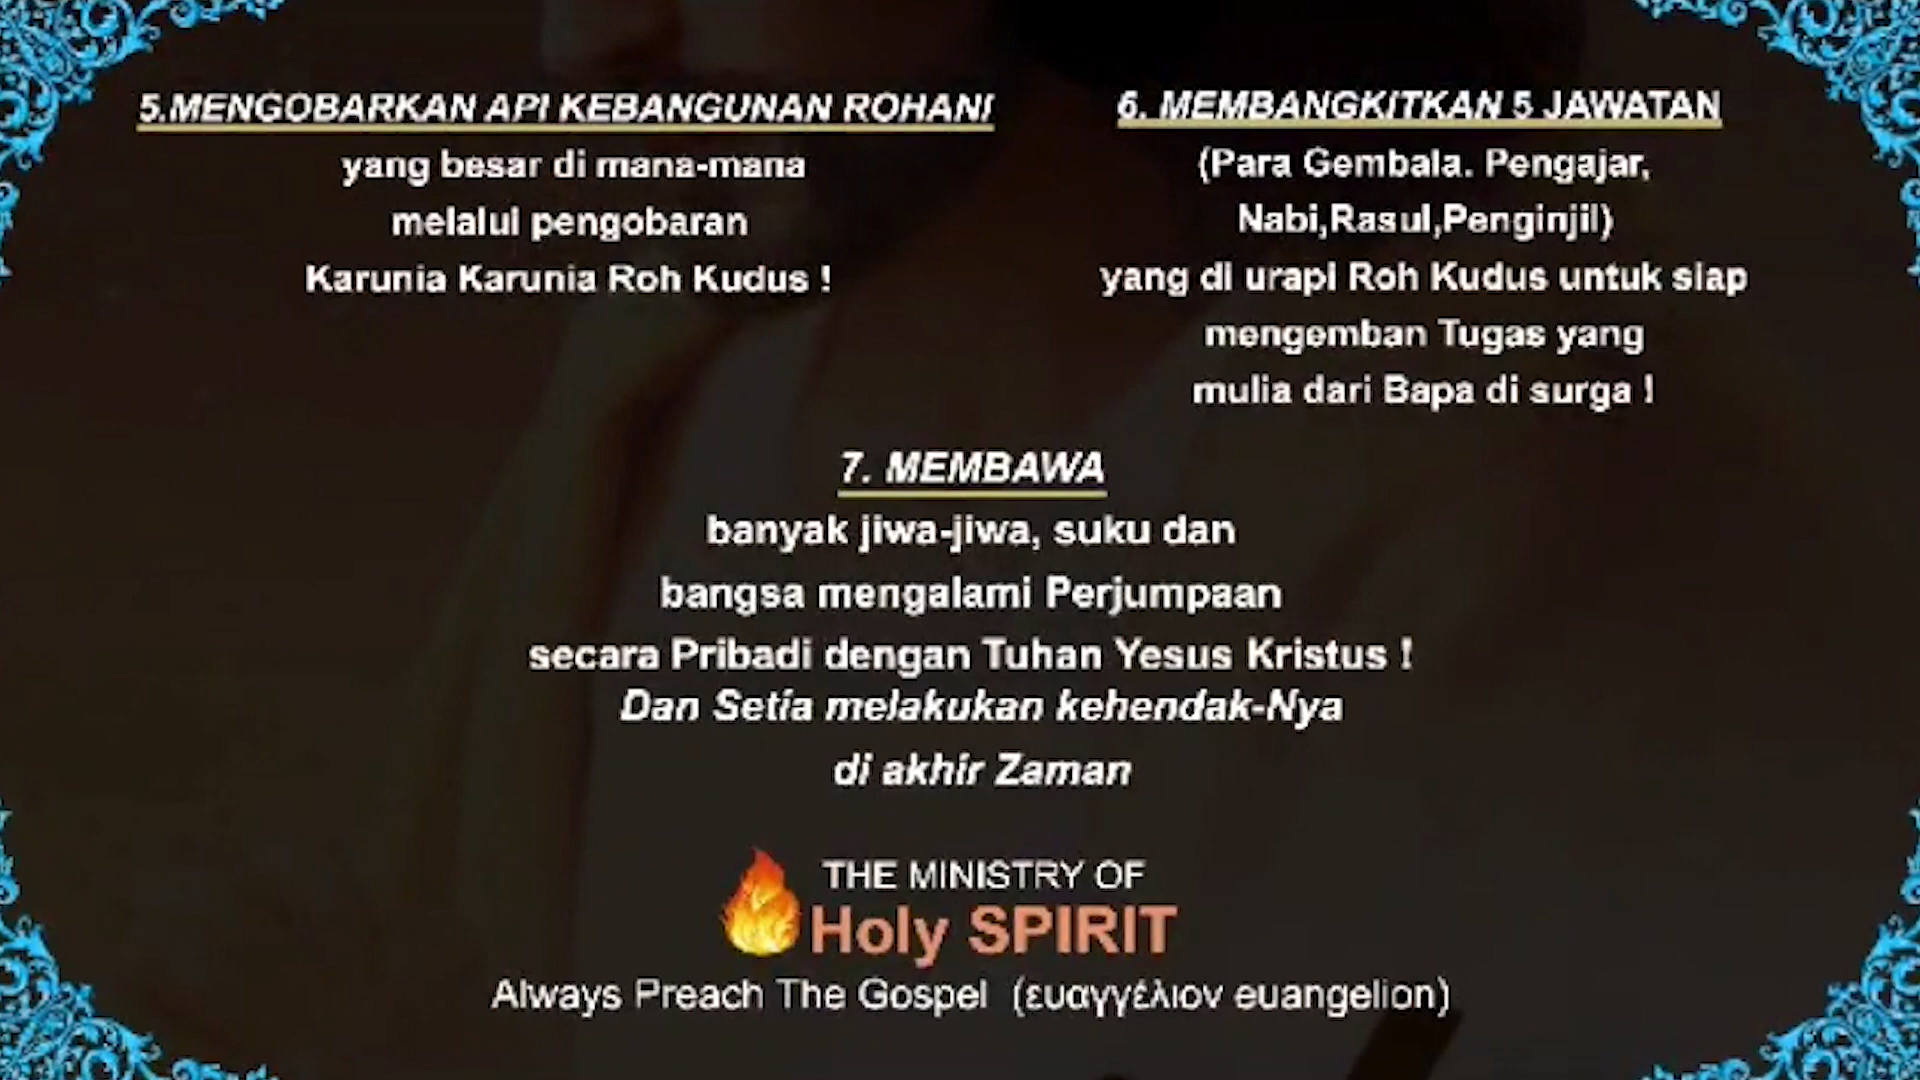 5.MENGOBARKAN API KEBANGUNAN ROHANI
yang besar di mana-mana
melalui pengobaran
Karunia Karunia Roh Kudus !
6. MEMBANGKITKAN 5 JAWATAN
(Para Gembala. Pengajar,
Nabi,Rasul,Penginjil)
yang di urapi Roh Kudus untuk siap
mengemban Tugas yang
mulia dari Bapa di surga !
7. MEMBAWA
banyak jiwa-jiwa, suku dan
bangsa mengalami Perjumpaan
secara Pribadi dengan Tuhan Yesus Kristus !
Dan Setia melakukan kehendak-Nya
di akhir Zaman
THE MINISTRY OF
Holy SPIRIT
Always Preach The Gospel (ευαγγέλιον euangelion)